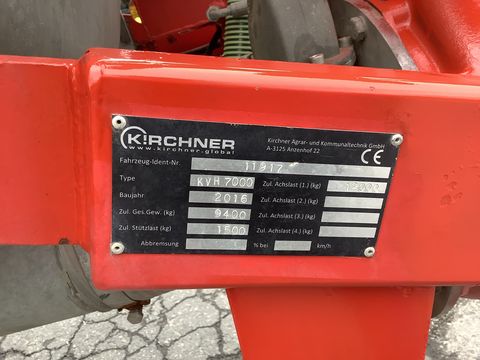 KIRCHNER
www.kirchner-global
Kirchner Agrar- und Kommunaltechnik GmbH
A-3125 Anzenhof 22
CE
Fahrzeug-Ident-Nr. 11917
Type KVH 7000 Zul. Achslast (1.) (kg)
Baujahr 2016 Zul. Achslast (2.) (kg)
Zul. Ges.Gew. (kg) 9400 Zul. Achslast (3.) (kg)
Zul. Stützlast (kg) 1500 Zul. Achslast (4.) (kg)
Abbremsung % bei km/h